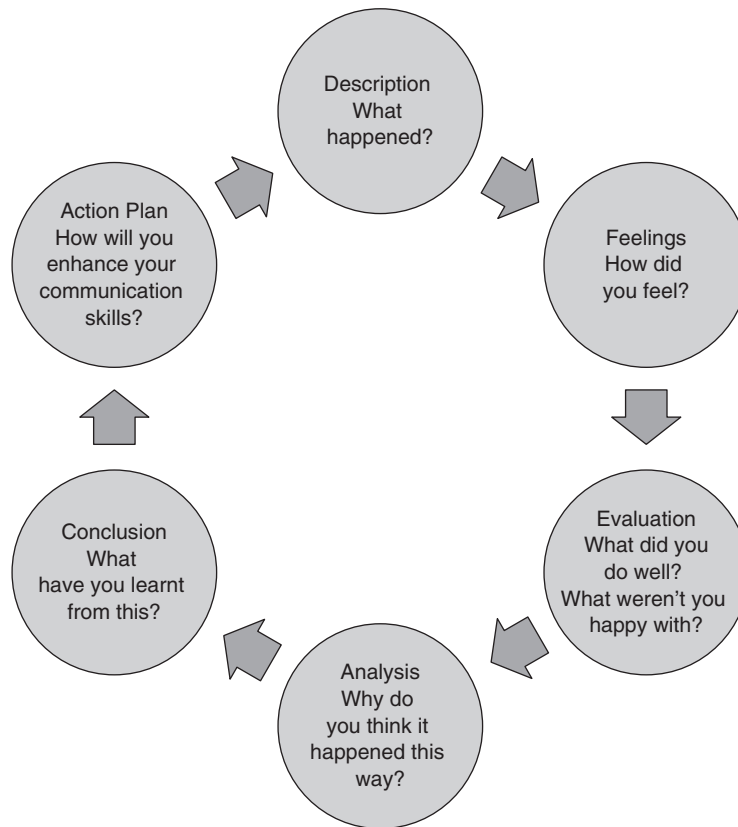 Description
What
happened?
Feelings
How did
you feel?
Evaluation
What did you
do well?
What weren't you
happy with?
Analysis
Why do
you think it
happened this
way?
Conclusion
What
have you learnt
from this?
Action Plan
How will you
enhance your
communication
skills?